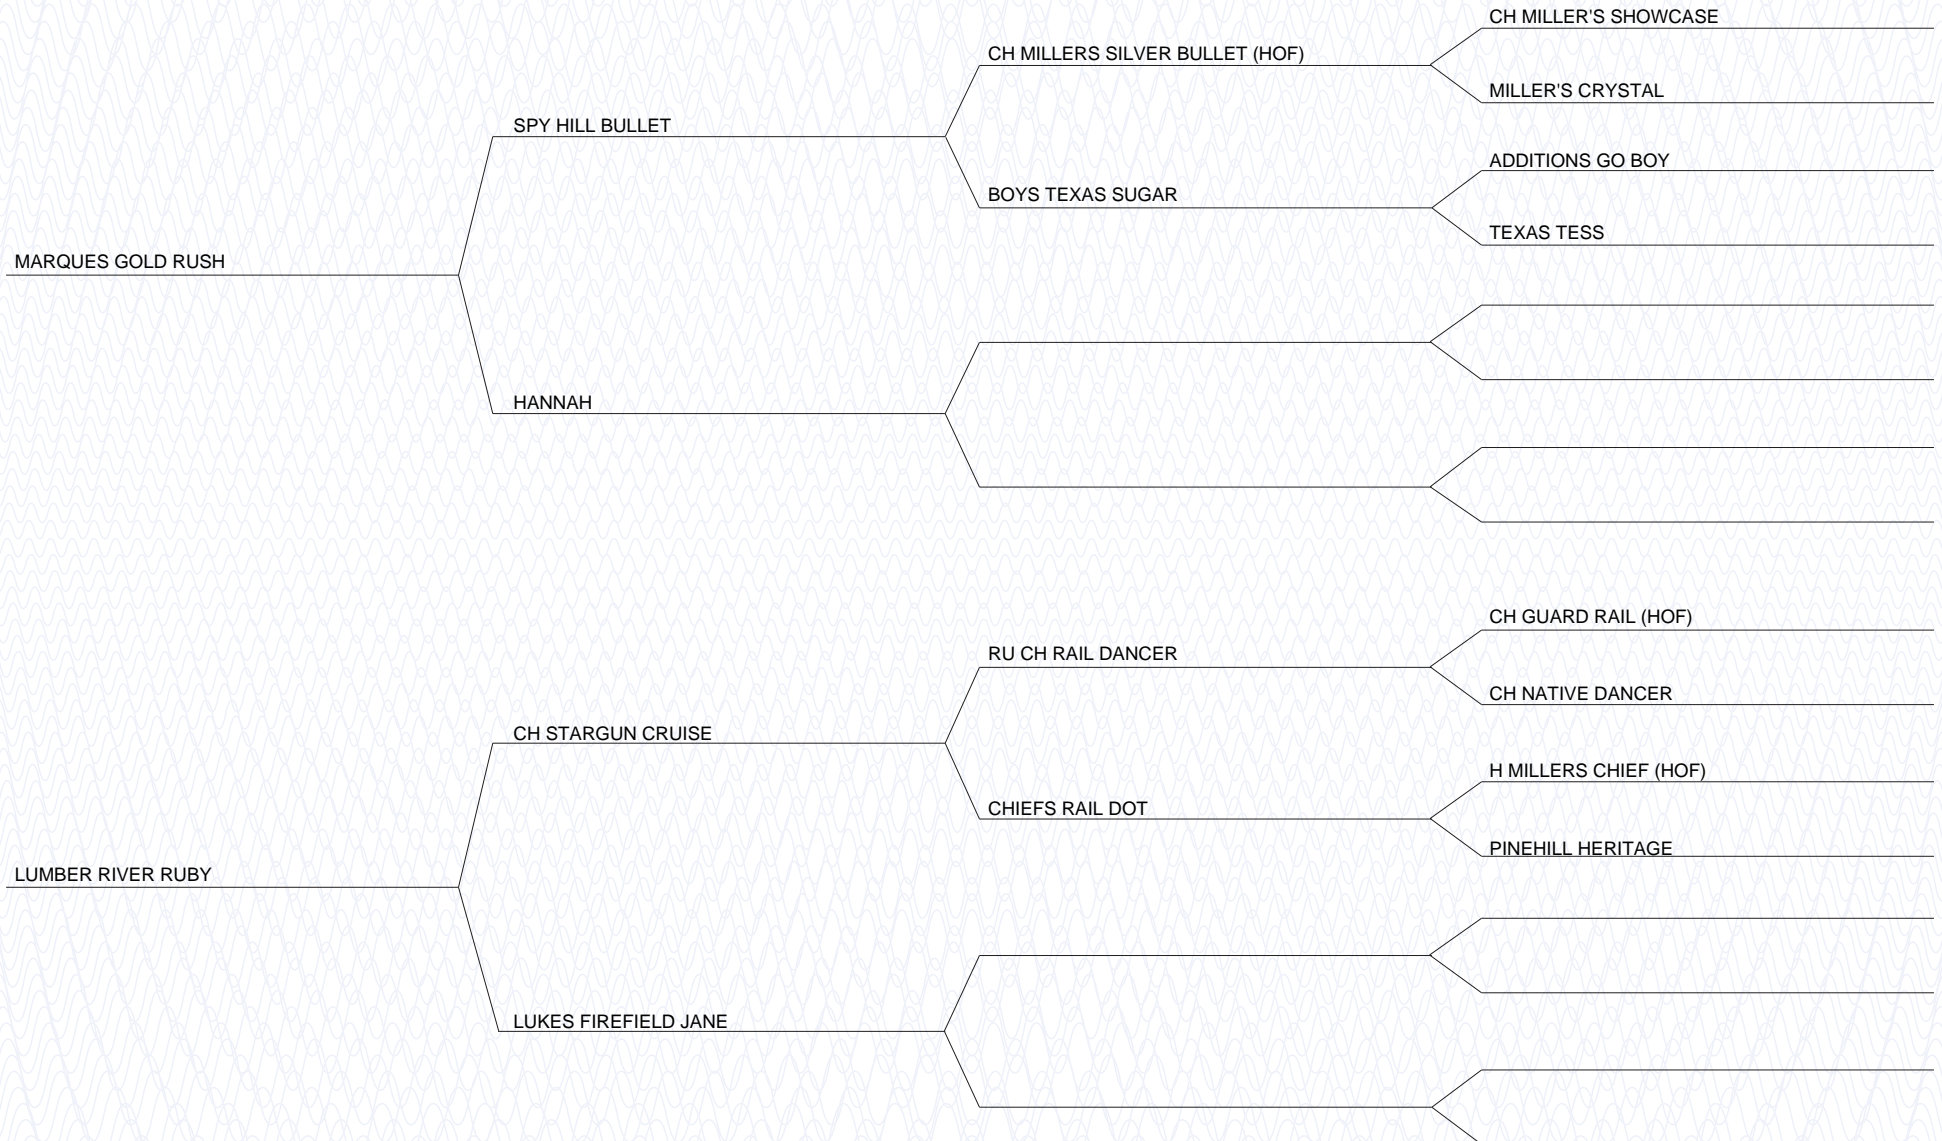 CH MILLER'S SHOWCASE
CH MILLERS SILVER BULLET (HOF)
MILLER'S CRYSTAL
SPY HILL BULLET
ADDITIONS GO BOY
BOYS TEXAS SUGAR
TEXAS TESS
MARQUES GOLD RUSH
HANNAH
CH GUARD RAIL (HOF)
RU CH RAIL DANCER
CH NATIVE DANCER
CH STARGUN CRUISE
H MILLERS CHIEF (HOF)
CHIEFS RAIL DOT
PINEHILL HERITAGE
LUMBER RIVER RUBY
LUKES FIREFIELD JANE